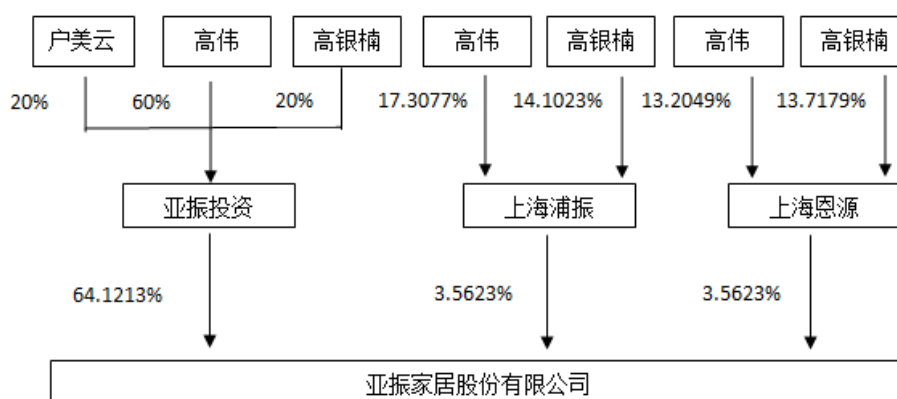 户美云 高伟 高银楠 高伟 高银楠 高伟 高银楠
20% 60% 20% 17.3077% 14.1023% 13.2049% 13.7179%
亚振投资 上海浦振 上海恩源
64.1213% 3.5623% 3.5623%
亚振家居股份有限公司